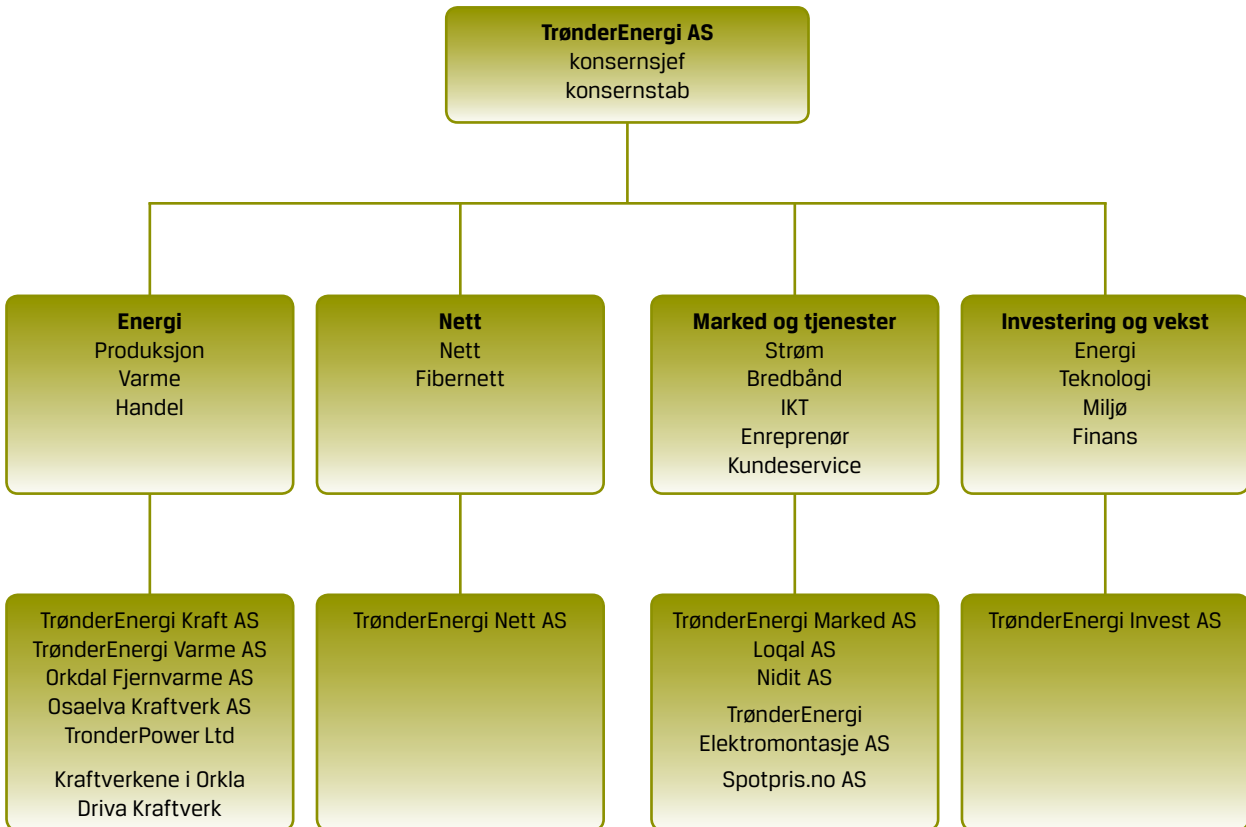 TrønderEnergi AS
konsernsjef
konsernstab
Energi
Produksjon
Varme
Handel
Nett
Nett
Fibernett
Marked og tjenester
Strøm
Bredbånd
IKT
Enreprenør
Kundeservice
Investering og vekst
Energi
Teknologi
Miljø
Finans
TrønderEnergi Kraft AS
TrønderEnergi Varme AS
Orkdal Fjernvarme AS
Osaelva Kraftverk AS
TronderPower Ltd
Kraftverkene i Orkla
Driva Kraftverk
TrønderEnergi Nett AS
TrønderEnergi Marked AS
Loqal AS
Nidit AS
TrønderEnergi
Elektromontasje AS
Spotpris.no AS
TrønderEnergi Invest AS